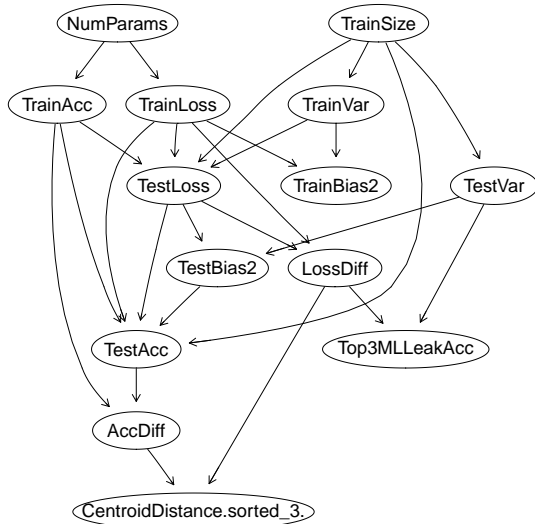 NumParams
TrainSize
TrainAcc
TrainLoss
TrainVar
TestLoss
TrainBias2
TestVar
TestBias2
LossDiff
TestAcc
Top3MLLeakAcc
AccDiff
CentroidDistance.sorted_3.